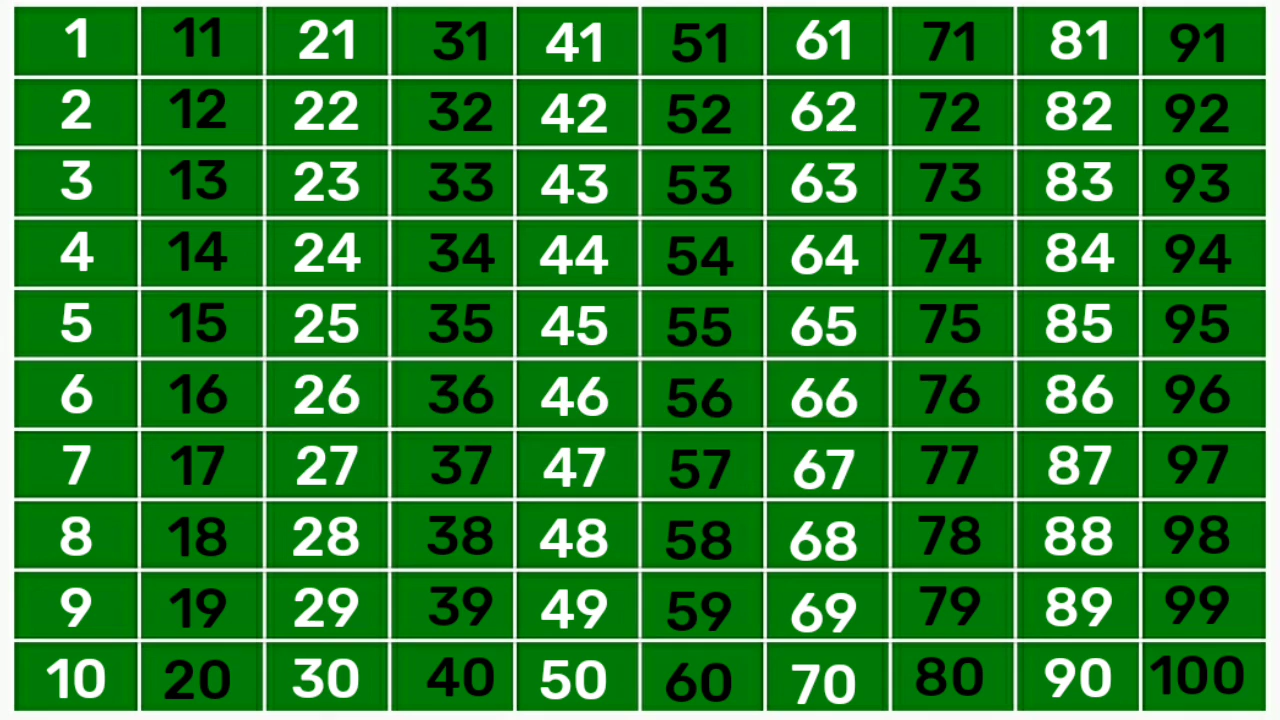 1 11 21 31 41 51 61 71 81 91
2 12 22 32 42 52 62 72 82 92
3 13 23 33 43 53 63 73 83 93
4 14 24 34 44 54 64 74 84 94
5 15 25 35 45 55 65 75 85 95
6 16 26 36 46 56 66 76 86 96
7 17 27 37 47 57 67 77 87 97
8 18 28 38 48 58 68 78 88 98
9 19 29 39 49 59 69 79 89 99
10 20 30 40 50 60 70 80 90 100